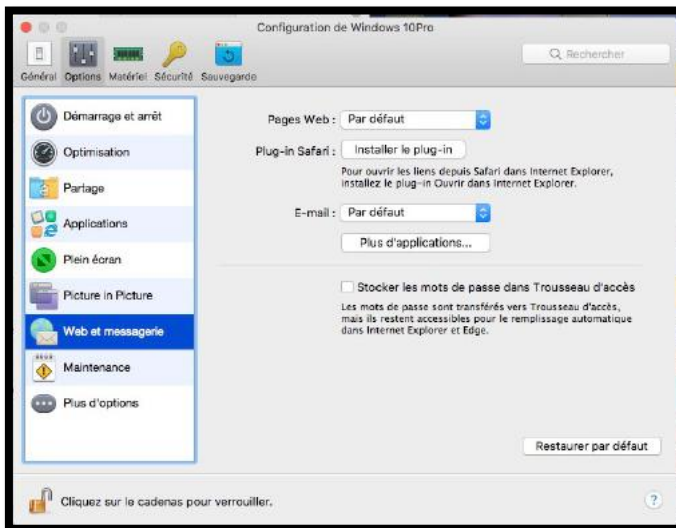 Configuration de Windows 10Pro
Rechercher
Général Options Matériel Sécurité Sauvegarde
Démarrage et arrêt
Optimisation
Partage
Applications
Plein écran
Picture in Picture
Web et messagerie
Maintenance
Plus d'options
Pages Web : Par défaut
Plug-in Safari : Installer le plug-in
Pour ouvrir les liens depuis Safari dans Internet Explorer,
installez le plug-in Ouvrir dans Internet Explorer.
E-mail : Par défaut
Plus d'applications...
Stocker les mots de passe dans Trousseau d'accès
Les mots de passe sont transférés vers Trousseau d'accès,
mais ils restent accessibles pour le remplissage automatique
dans Internet Explorer et Edge.
Restaurer par défaut
Cliquez sur le cadenas pour verrouiller.
?